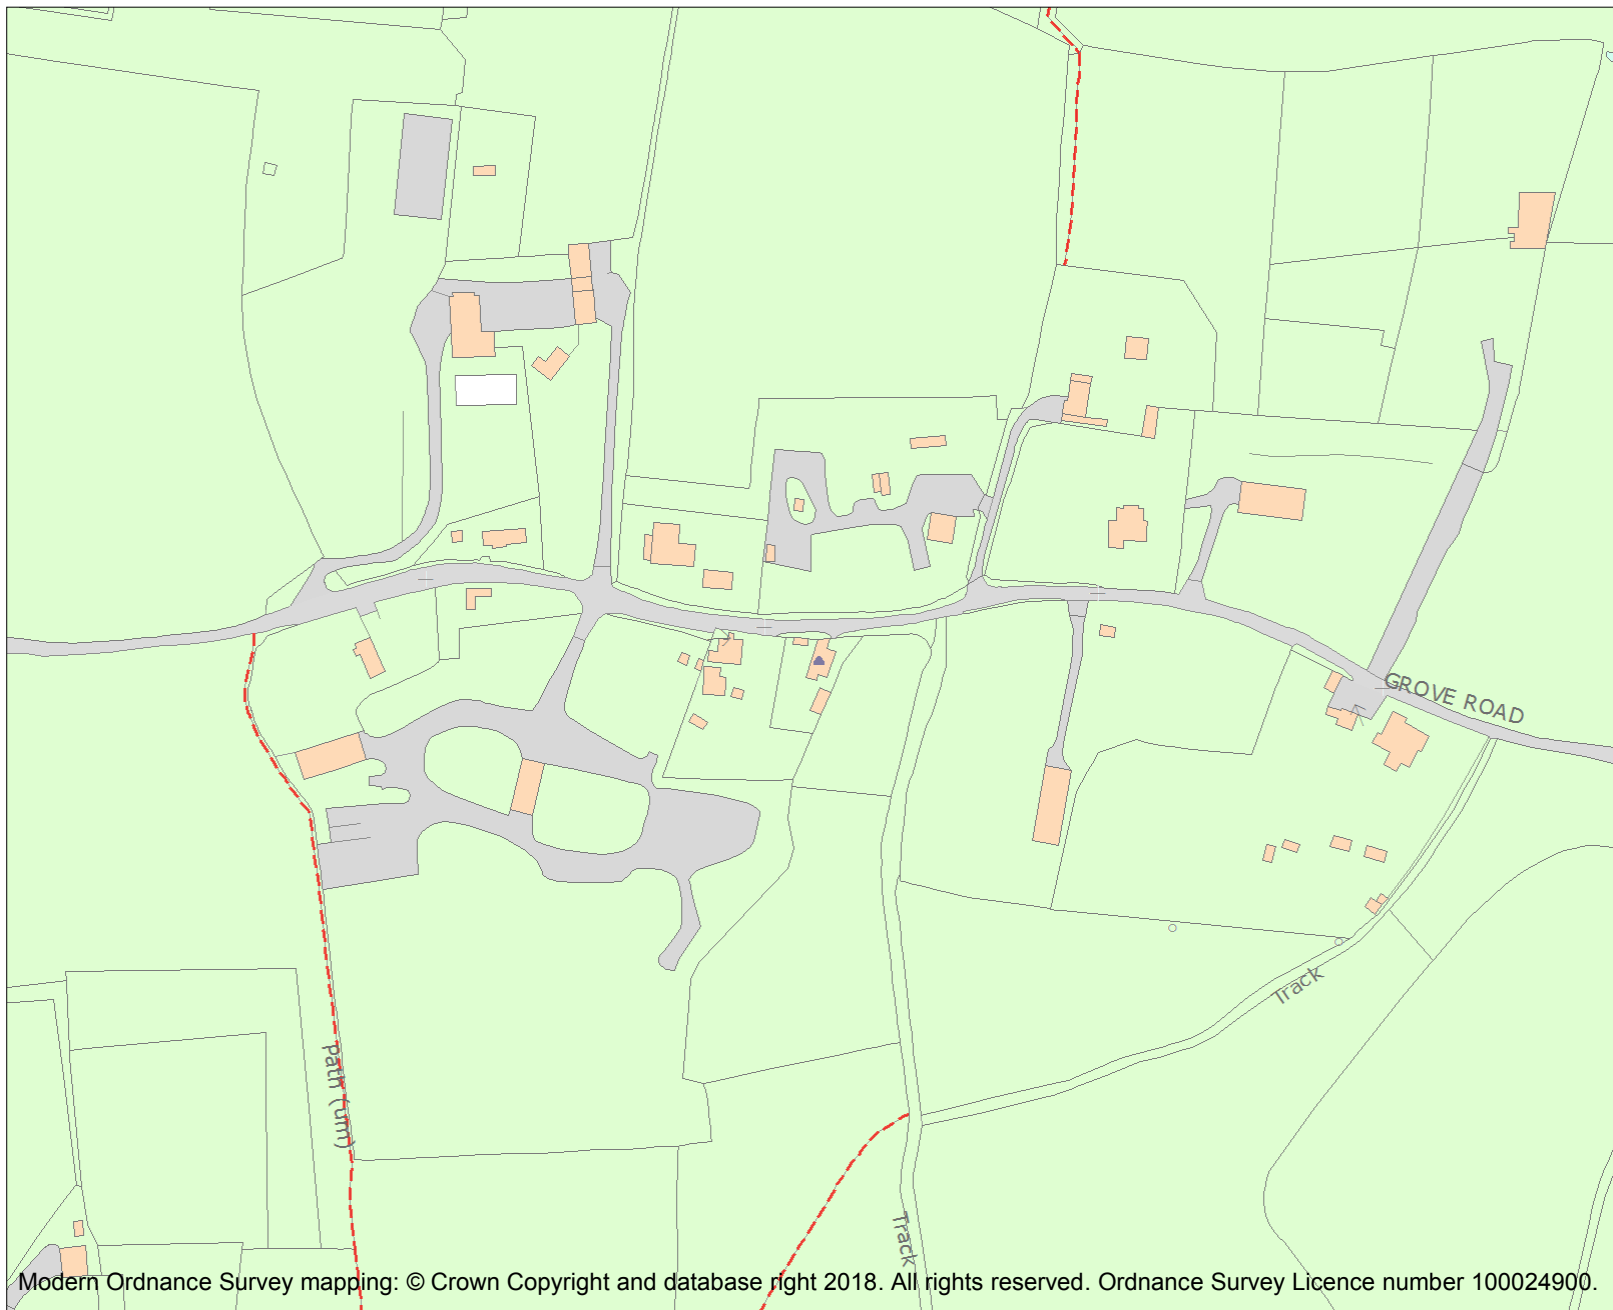 GROVE ROAD
Track
Path (um)
Track
Modern Ordnance Survey mapping: © Crown Copyright and database right 2018. All rights reserved. Ordnance Survey Licence number 100024900.